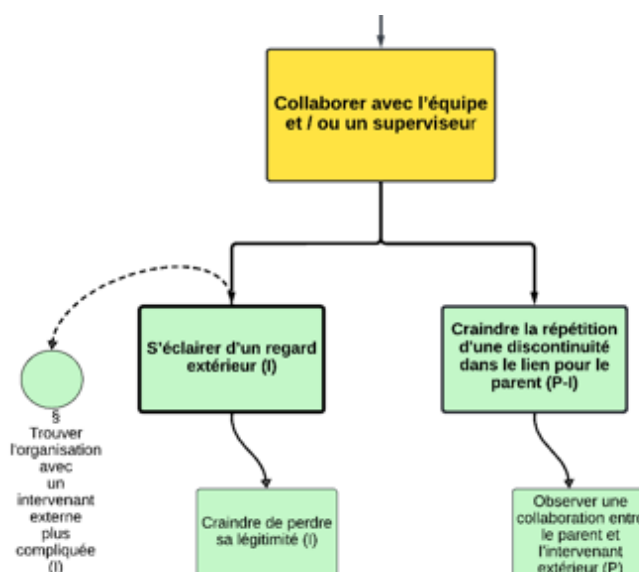 Collaborer avec l'équipe
et / ou un superviseur
S'éclairer d'un regard
extérieur (I)
Craindre la répétition
d'une discontinuité
dans le lien pour le
parent (P-I)
§
Trouver
l'organisation
avec
un
intervenant
externe
plus
compliquée
(I)
Craindre de perdre
sa légitimité (I)
Observer une
collaboration entre
le parent et
l'intervenant
extérieur (P)